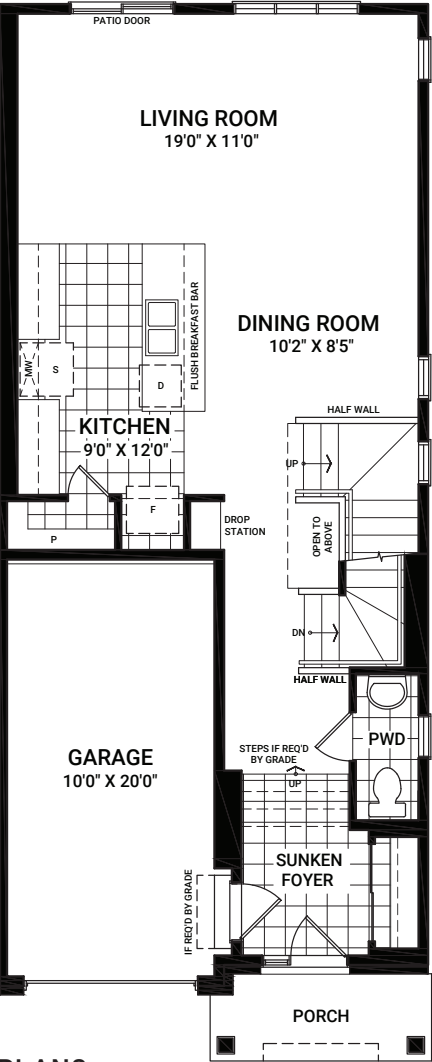 PATIO DOOR
LIVING ROOM
19'0" X 11'0"
FLUSH BREAKFAST BAR
DINING ROOM
10'2" X 8'5"
MW
S
D
HALF WALL
KITCHEN
9'0" X 12'0"
UP
F
P
DROP
STATION
OPEN TO
ABOVE
DN
HALF WALL
PWD
STEPS IF REQ'D
BY GRADE
UP
GARAGE
10'0" X 20'0"
SUNKEN
FOYER
IF REQ'D BY GRADE
PORCH